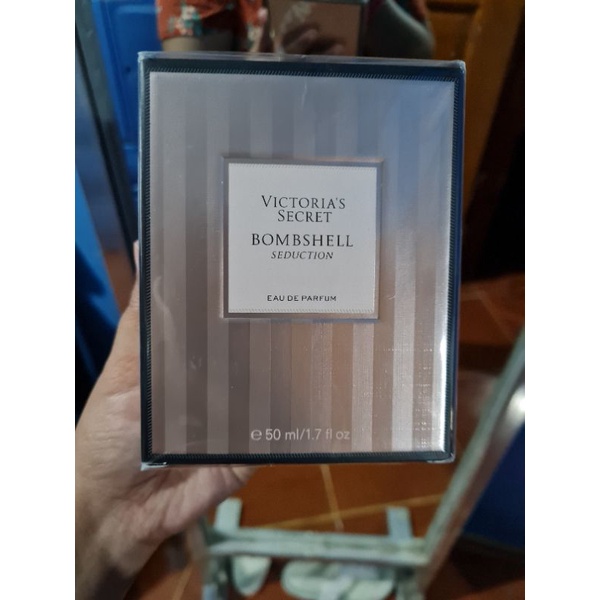 VICTORIA'S
SECRET
BOMBSHELL
SEDUCTION
EAU DE PARFUM
℮ 50 ml/1.7 fl oz